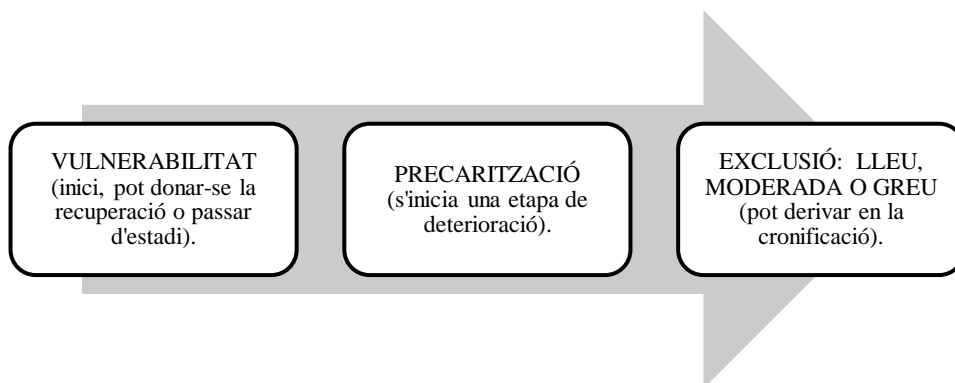 VULNERABILITAT
(inici, pot donar-se la
recuperació o passar
d'estadi).
PRECARITZACIÓ
(s'inicia una etapa de
deterioració).
EXCLUSIÓ: LLEU,
MODERADA O GREU
(pot derivar en la
cronificació).